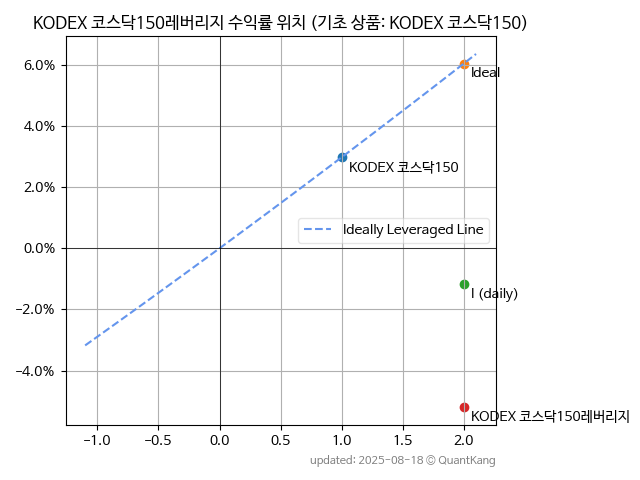 KODEX 코스닥150레버리지 수익률 위치 (기초 상품: KODEX 코스닥150)
6.0%
Ideal
4.0%
KODEX 코스닥150
2.0%
Ideally Leveraged Line
0.0%
I (daily)
−2.0%
−4.0%
KODEX 코스닥150레버리지
−1.0 −0.5 0.0 0.5 1.0 1.5 2.0
updated: 2025-08-18 © QuantKang